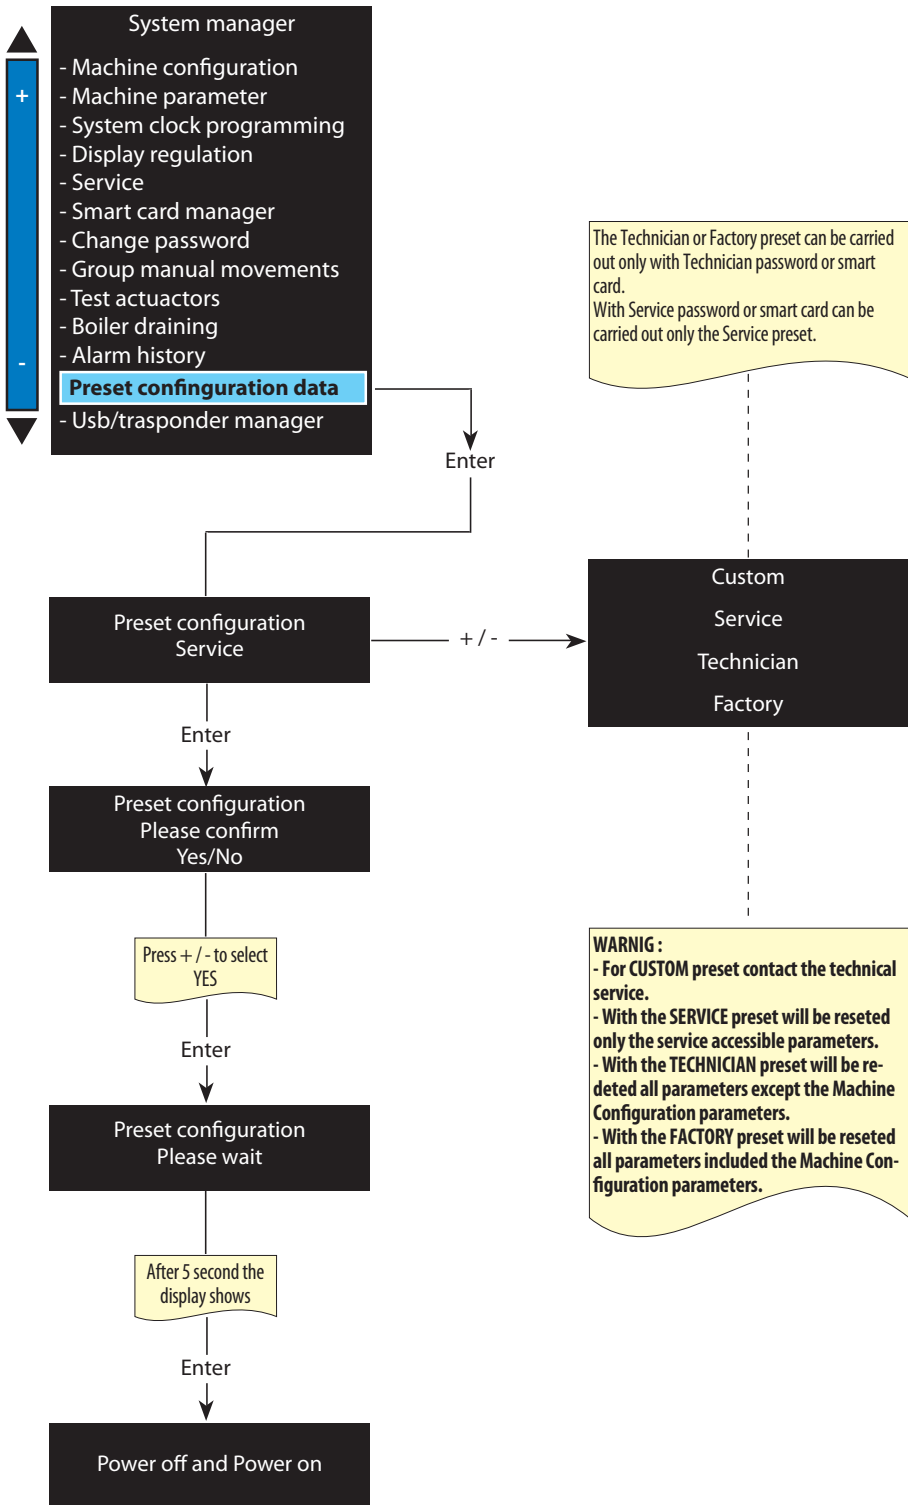 System manager
+
- Machine configuration
- Machine parameter
- System clock programming
- Display regulation
- Service
- Smart card manager
- Change password
- Group manual movements
- Test actuactors
- Boiler draining
- Alarm history
-
Preset confinguration data
- Usb/trasponder manager
Enter
The Technician or Factory preset can be carried
out only with Technician password or smart
card.
With Service password or smart card can be
carried out only the Service preset.
Preset configuration
Service
+ / -
Custom
Service
Technician
Factory
Enter
Preset configuration
Please confirm
Yes/No
Press + / - to select
YES
Enter
Preset configuration
Please wait
After 5 second the
display shows
Enter
Power off and Power on
WARNIG :
- For CUSTOM preset contact the technical
service.
- With the SERVICE preset will be reseted
only the service accessible parameters.
- With the TECHNICIAN preset will be re-
deted all parameters except the Machine
Configuration parameters.
- With the FACTORY preset will be reseted
all parameters included the Machine Con-
figuration parameters.